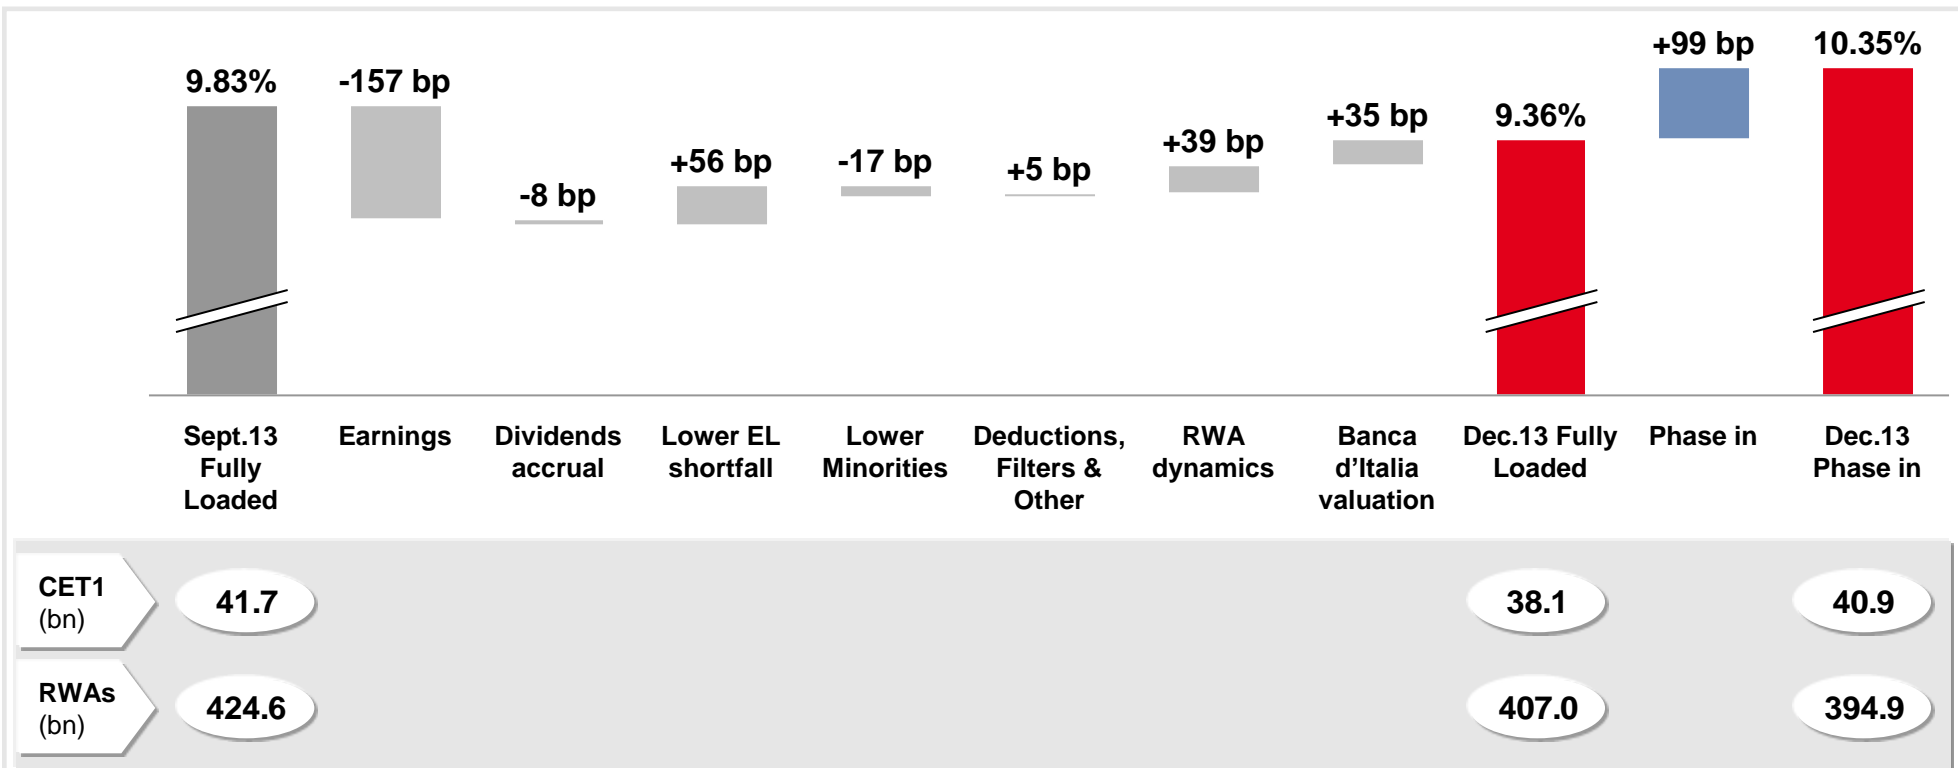 9.83%
-157 bp
-8 bp
+56 bp
-17 bp
+5 bp
+39 bp
+35 bp
9.36%
+99 bp
10.35%
Sept.13
Fully
Loaded
Earnings
Dividends
accrual
Lower EL
shortfall
Lower
Minorities
Deductions,
Filters &
Other
RWA
dynamics
Banca
d’Italia
valuation
Dec.13 Fully
Loaded
Phase in
Dec.13
Phase in
CET1
(bn)
41.7
38.1
40.9
RWAs
(bn)
424.6
407.0
394.9